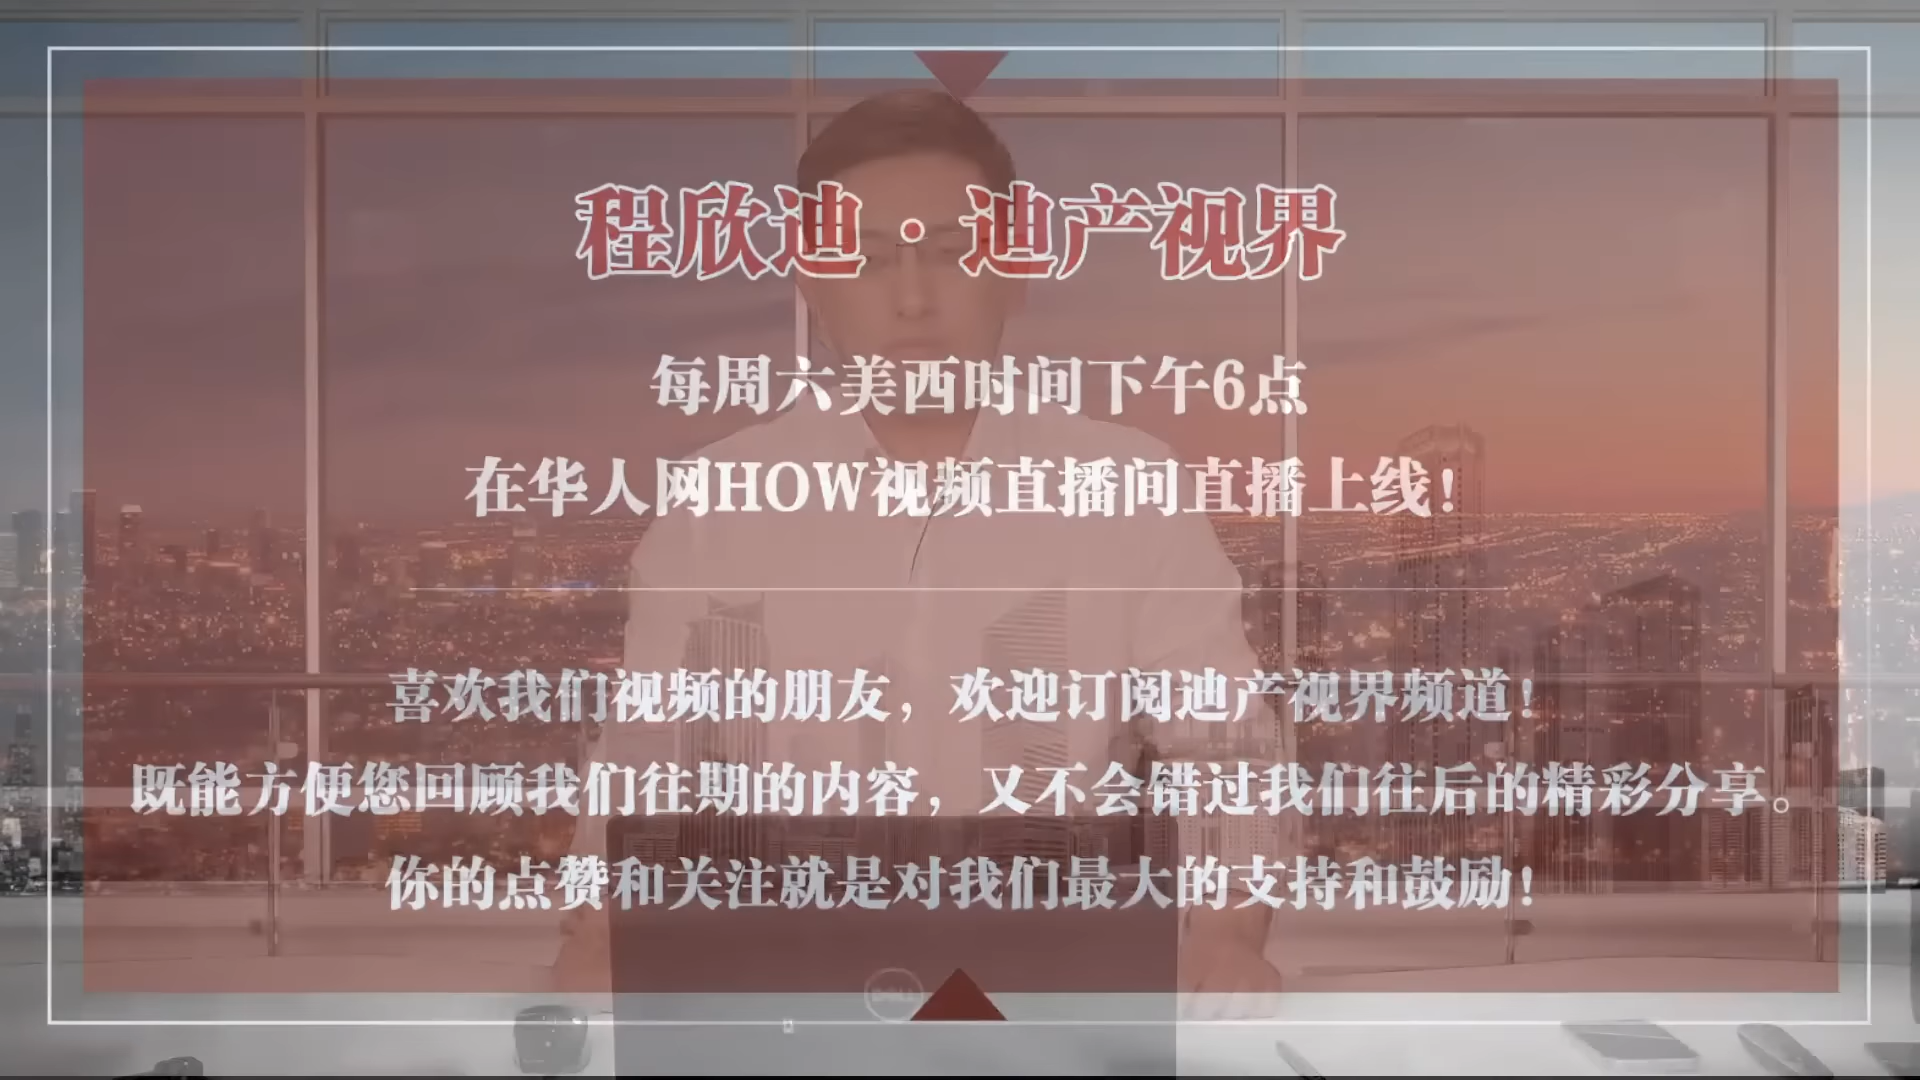 程欣迪·迪产视界
每周六美西时间下午6点
在华人网HOW视频直播间直播上线！
喜欢我们视频的朋友，欢迎订阅迪产视界频道！
既能方便您回顾我们往期的内容，又不会错过我们往后的精彩分享。
你的点赞和关注就是对我们最大的支持和鼓励！
DELL